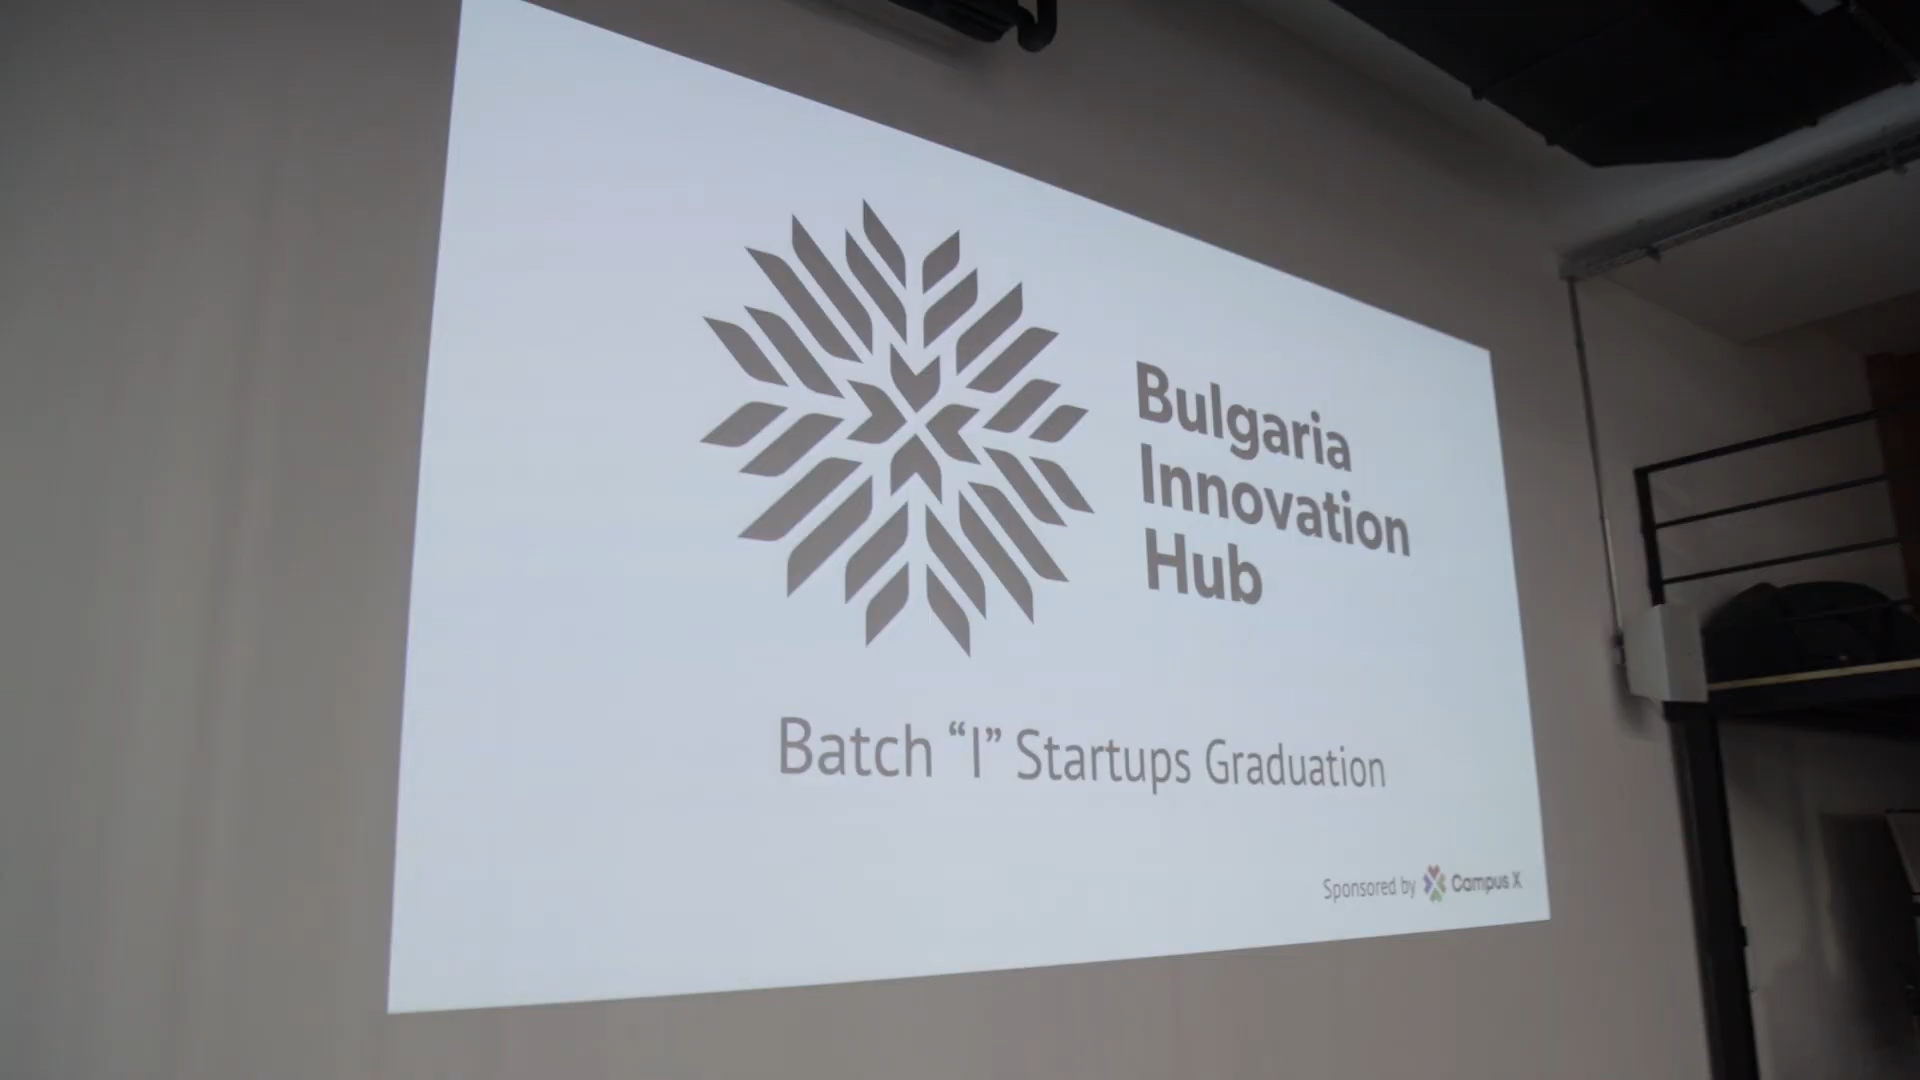 Bulgaria
Innovation
Hub
Batch “I” Startups Graduation
Sponsored by Campus X